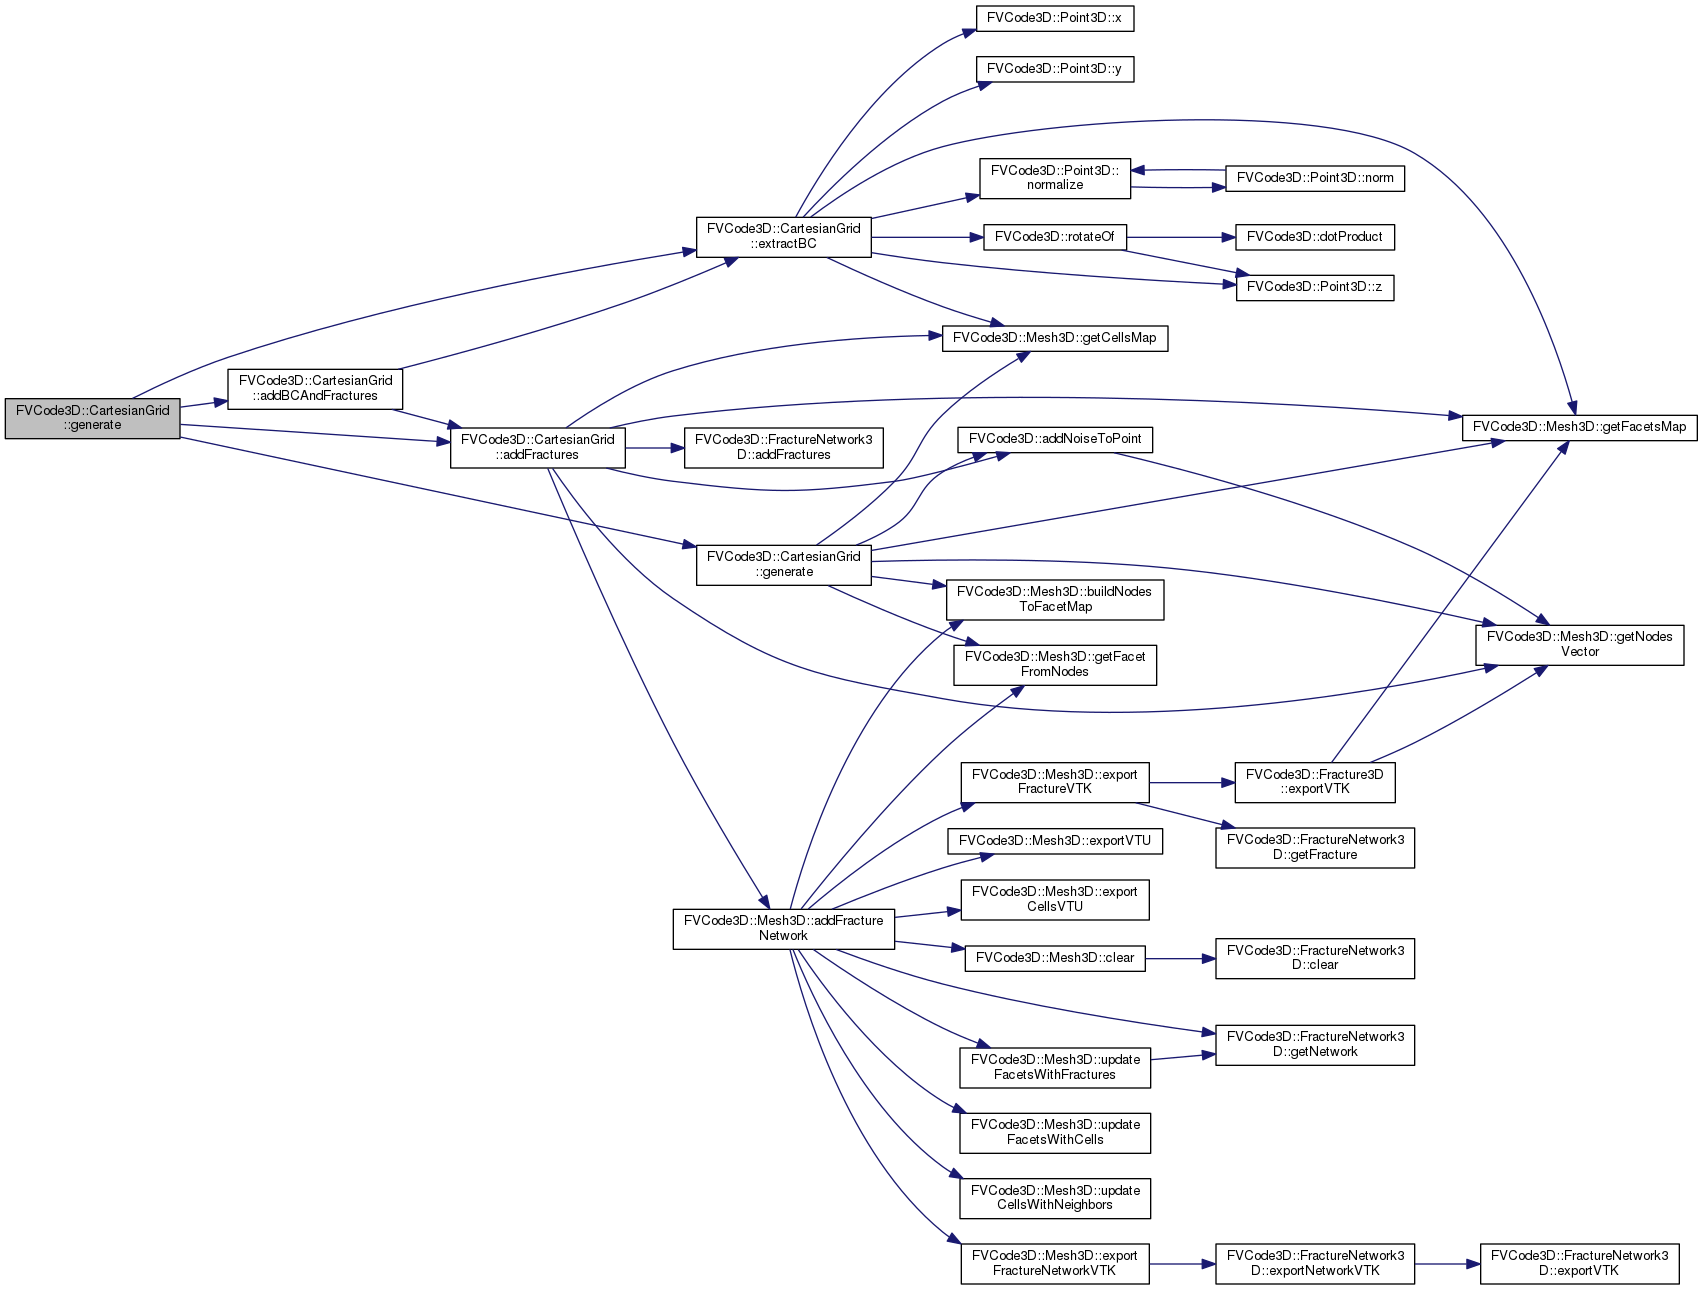 FVCode3D::Point3D::x
FVCode3D::Point3D::y
FVCode3D::Point3D::
normalize
FVCode3D::Point3D::norm
FVCode3D::CartesianGrid
::extractBC
FVCode3D::rotateOf
FVCode3D::dotProduct
FVCode3D::Point3D::z
FVCode3D::Mesh3D::getCellsMap
FVCode3D::CartesianGrid
::addBCAndFractures
FVCode3D::CartesianGrid
::generate
FVCode3D::CartesianGrid
::addFractures
FVCode3D::FractureNetwork3
D::addFractures
FVCode3D::addNoiseToPoint
FVCode3D::Mesh3D::getFacetsMap
FVCode3D::CartesianGrid
::generate
FVCode3D::Mesh3D::buildNodes
ToFacetMap
FVCode3D::Mesh3D::getFacet
FromNodes
FVCode3D::Mesh3D::getNodes
Vector
FVCode3D::Mesh3D::export
FractureVTK
FVCode3D::Fracture3D
::exportVTK
FVCode3D::Mesh3D::exportVTU
FVCode3D::FractureNetwork3
D::getFracture
FVCode3D::Mesh3D::export
CellsVTU
FVCode3D::Mesh3D::addFracture
Network
FVCode3D::Mesh3D::clear
FVCode3D::FractureNetwork3
D::clear
FVCode3D::FractureNetwork3
D::getNetwork
FVCode3D::Mesh3D::update
FacetsWithFractures
FVCode3D::Mesh3D::update
FacetsWithCells
FVCode3D::Mesh3D::update
CellsWithNeighbors
FVCode3D::Mesh3D::export
FractureNetworkVTK
FVCode3D::FractureNetwork3
D::exportNetworkVTK
FVCode3D::FractureNetwork3
D::exportVTK